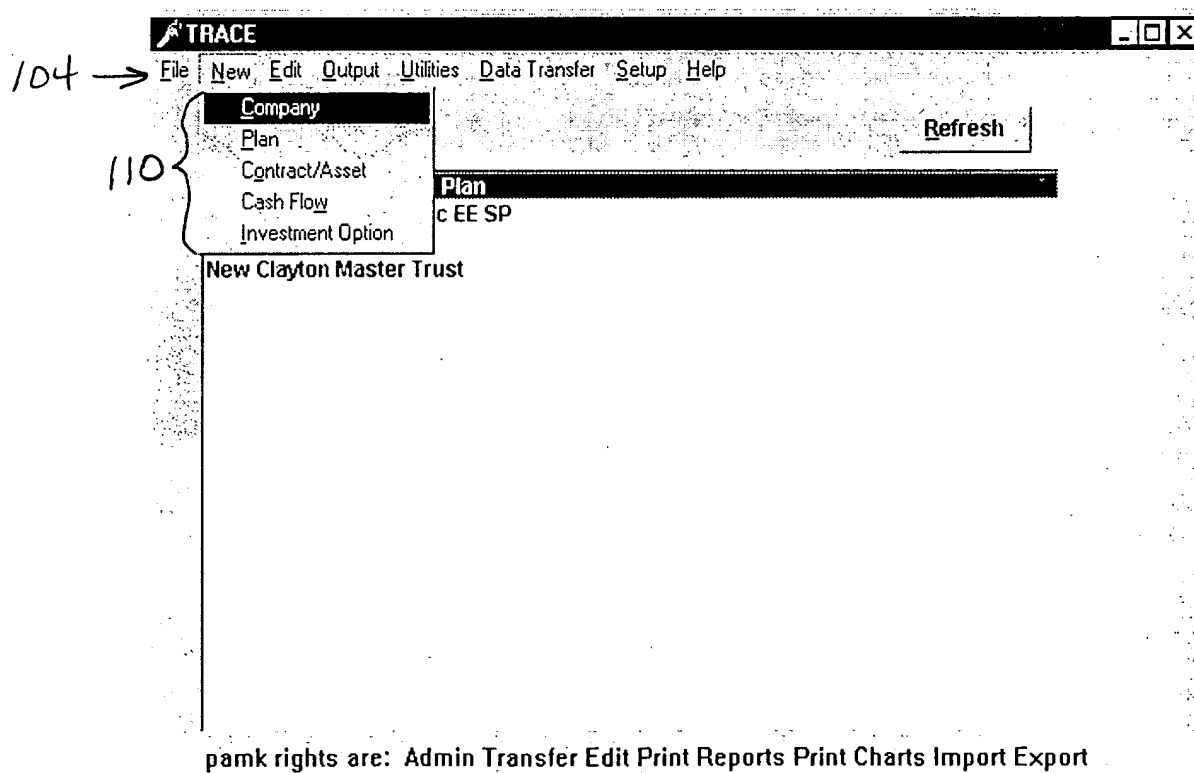 TRACE
104 → File New Edit Output Utilities Data Transfer Setup Help
Company
Refresh
Plan
110 Contract/Asset
Plan
Cash Flow
c EE SP
Investment Option
New Clayton Master Trust
pamk rights are: Admin Transfer Edit Print Reports Print Charts Import Export